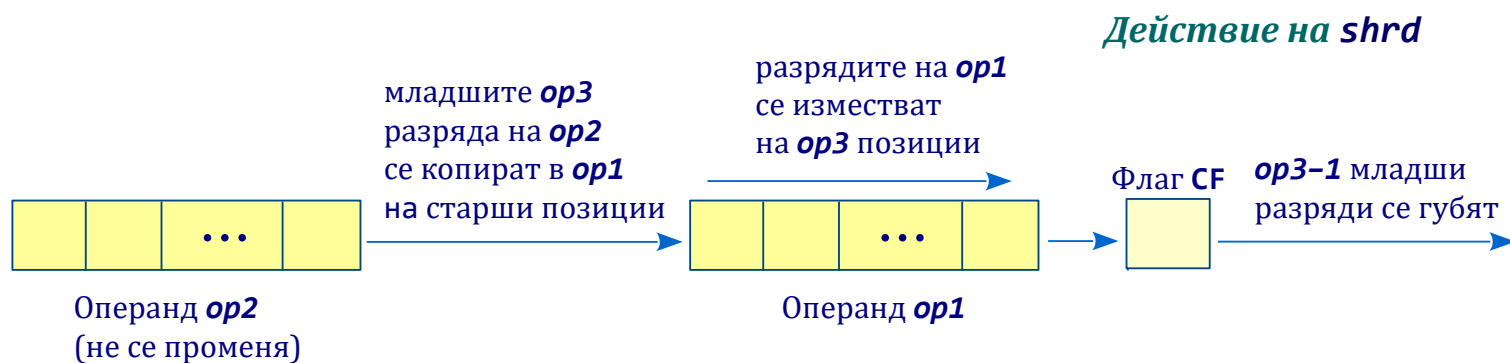 Действие на shrd
младшите op3
разряда на op2
се копират в op1
на старши позиции
разрядите на op1
се изместват
на op3 позиции
Флаг CF
op3–1 младши
разряди се губят
...
...
Операнд op2
(не се променя)
Операнд op1